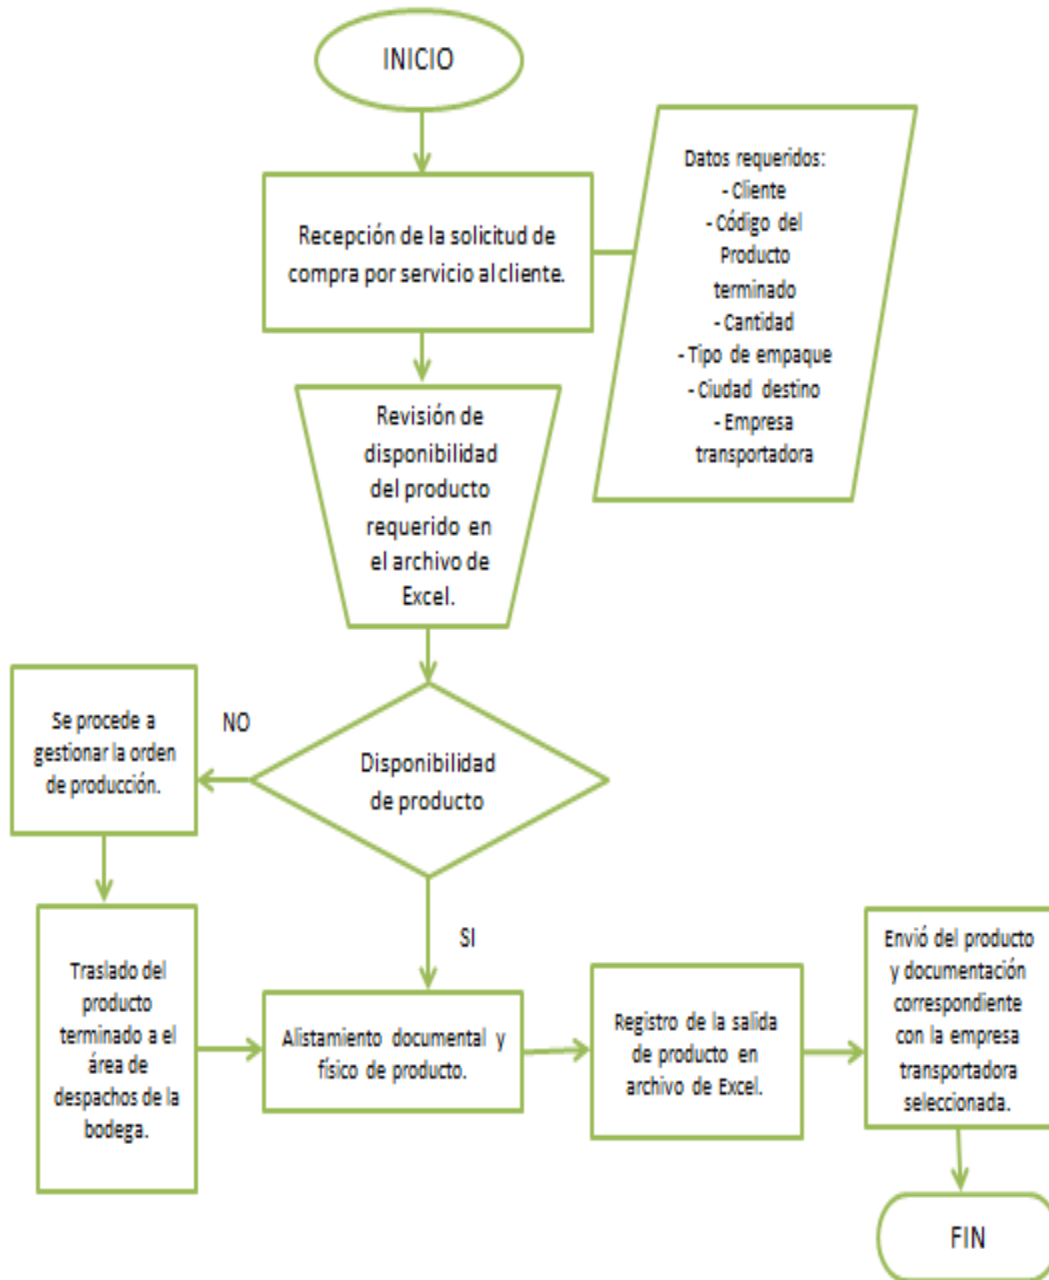 INICIO
Recepción de la solicitud de
compra por servicio al cliente.
Datos requeridos:
- Cliente
- Código del
Producto
terminado
- Cantidad
- Tipo de empaque
- Ciudad destino
- Empresa
transportadora
Revisión de
disponibilidad
del producto
requerido en
el archivo de
Excel.
Disponibilidad
de producto
NO
Se procede a
gestionar la orden
de producción.
Traslado del
producto
terminado a el
área de
despachos de la
bodega.
SI
Alistamiento documental y
físico de producto.
Registro de la salida
de producto en
archivo de Excel.
Envió del producto
y documentación
correspondiente
con la empresa
transportadora
seleccionada.
FIN